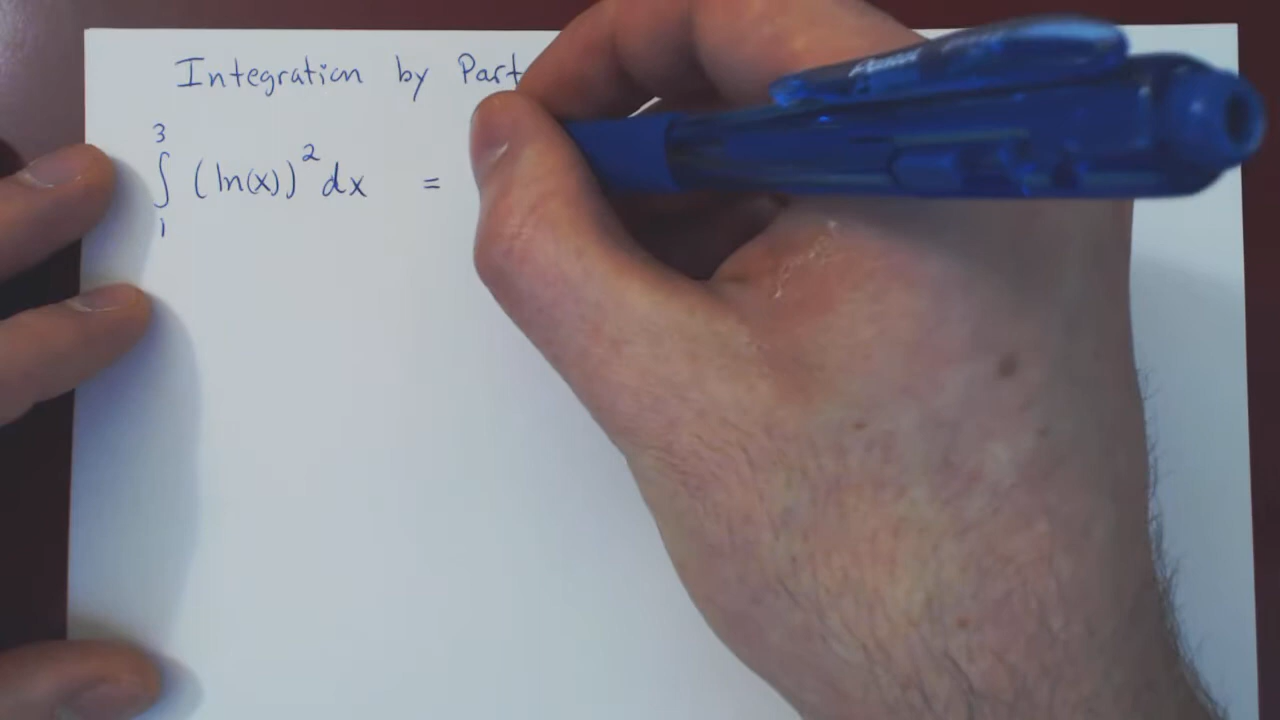 Integration by Part
3
∫ (ln(x))² dx =
1